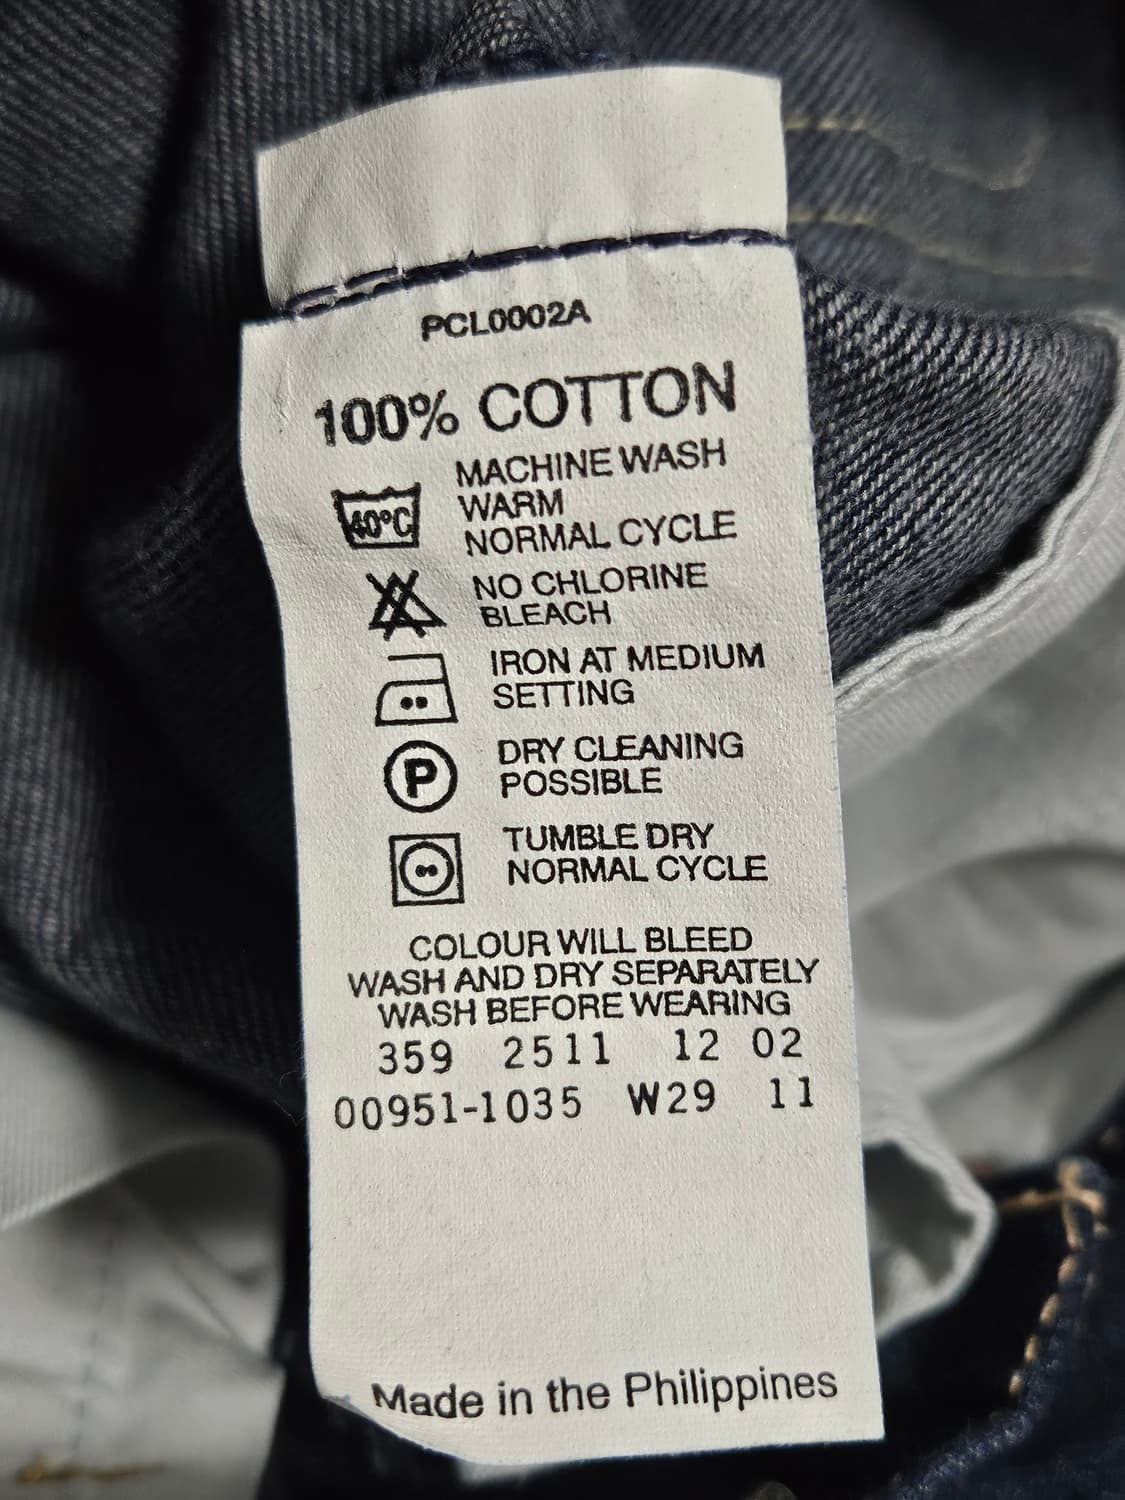 PCL0002A
100% COTTON
MACHINE WASH
WARM
40°C
NORMAL CYCLE
NO CHLORINE
BLEACH
IRON AT MEDIUM
SETTING
DRY CLEANING
P
POSSIBLE
TUMBLE DRY
NORMAL CYCLE
COLOUR WILL BLEED
WASH AND DRY SEPARATELY
WASH BEFORE WEARING
359 2511 12 02
00951-1035 W29 11
Made in the Philippines